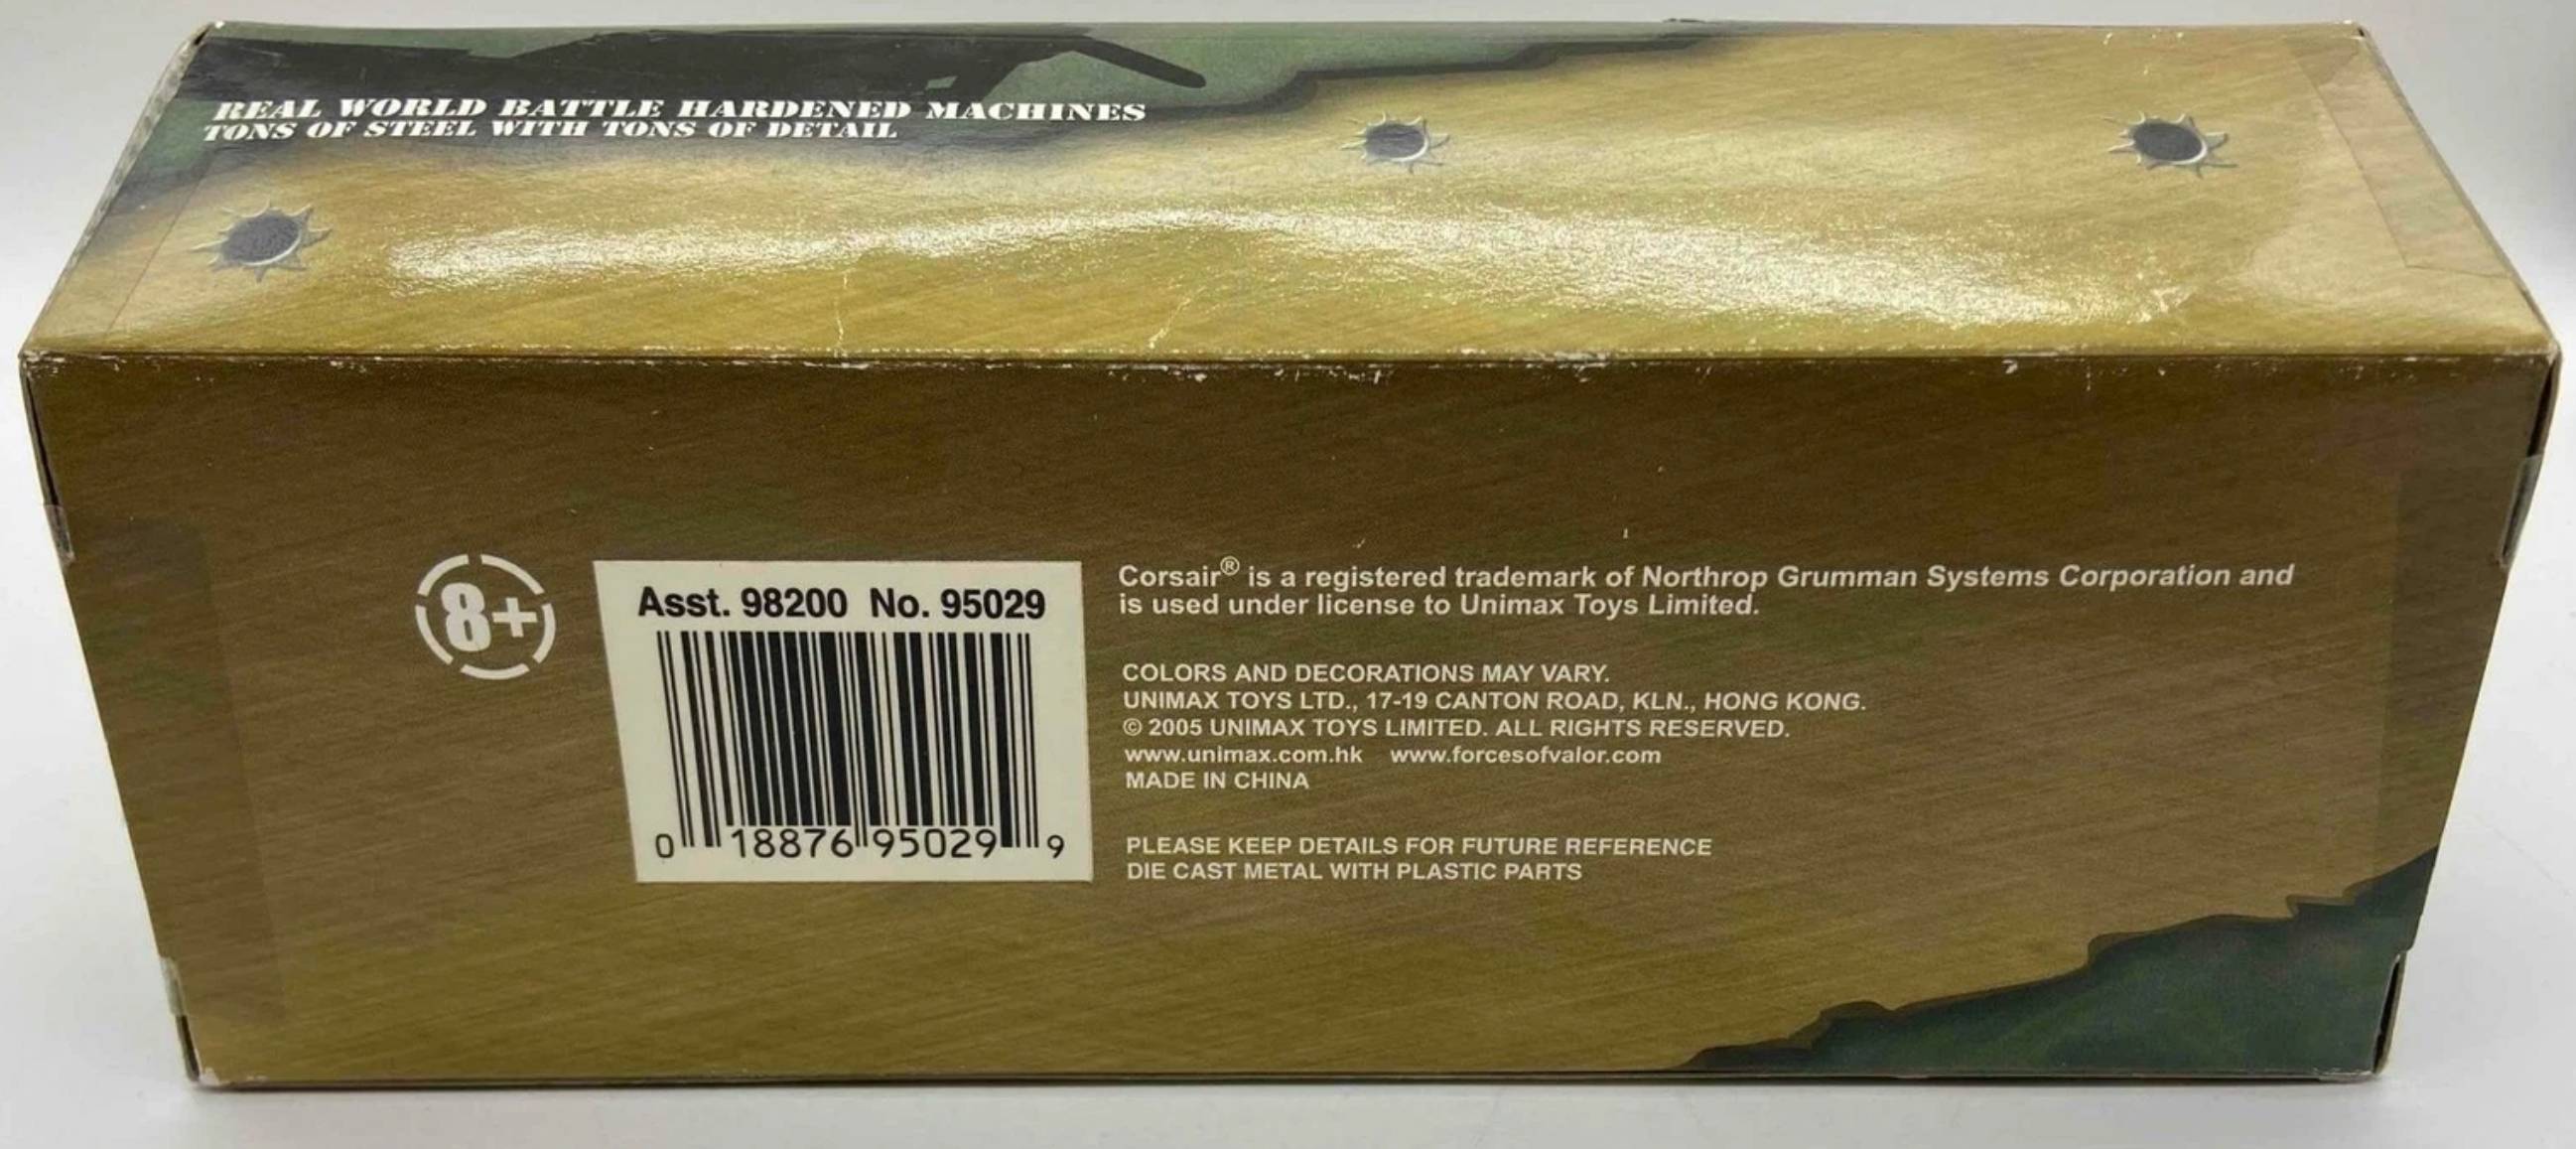 REAL WORLD BATTLE HARDENED MACHINES
TONS OF STEEL WITH TONS OF DETAIL
8+
Asst. 98200 No. 95029
0 18876 95029 9
Corsair® is a registered trademark of Northrop Grumman Systems Corporation and
is used under license to Unimax Toys Limited.
COLORS AND DECORATIONS MAY VARY.
UNIMAX TOYS LTD., 17-19 CANTON ROAD, KLN., HONG KONG.
© 2005 UNIMAX TOYS LIMITED. ALL RIGHTS RESERVED.
www.unimax.com.hk www.forcesofvalor.com
MADE IN CHINA
PLEASE KEEP DETAILS FOR FUTURE REFERENCE
DIE CAST METAL WITH PLASTIC PARTS